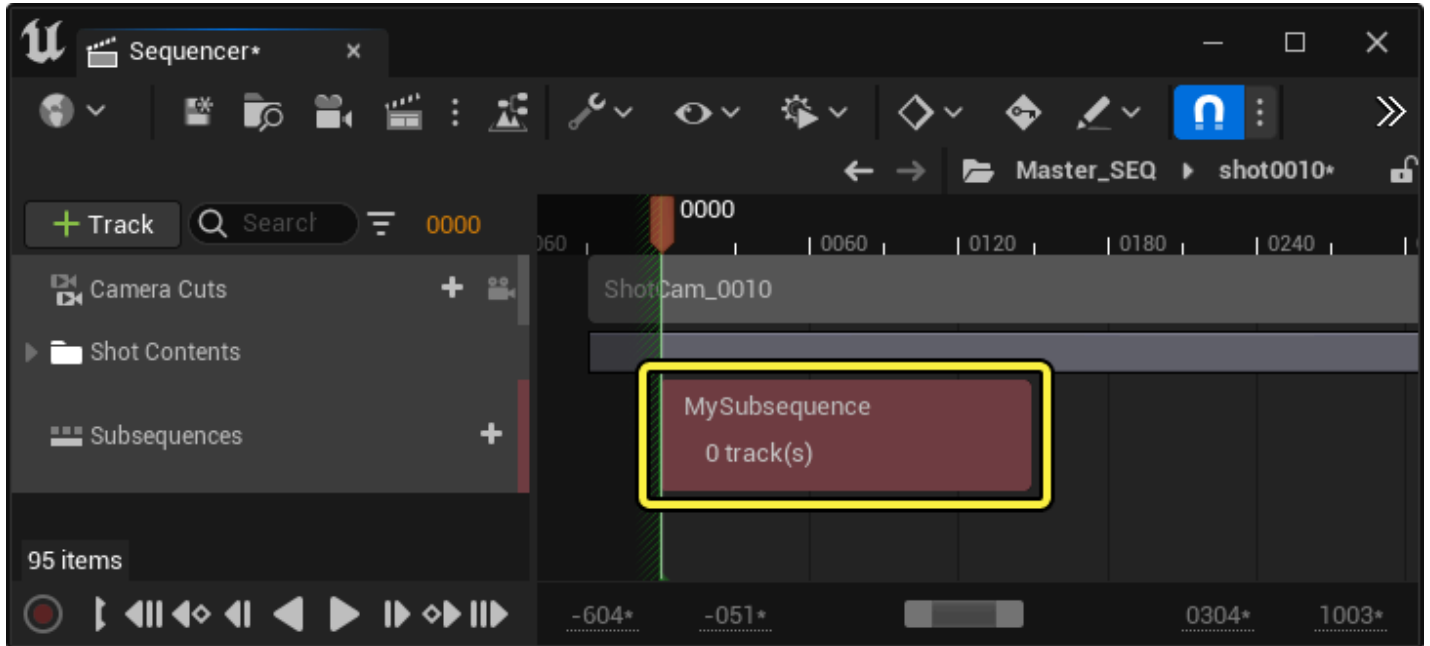 Sequencer*
Master_SEQ shot0010*
Track Search 0000
0000
060 0060 0120 0180 0240
Camera Cuts
ShotCam_0010
Shot Contents
Subsequences
MySubsequence
0 track(s)
95 items
-604* -051* 0304* 1003*